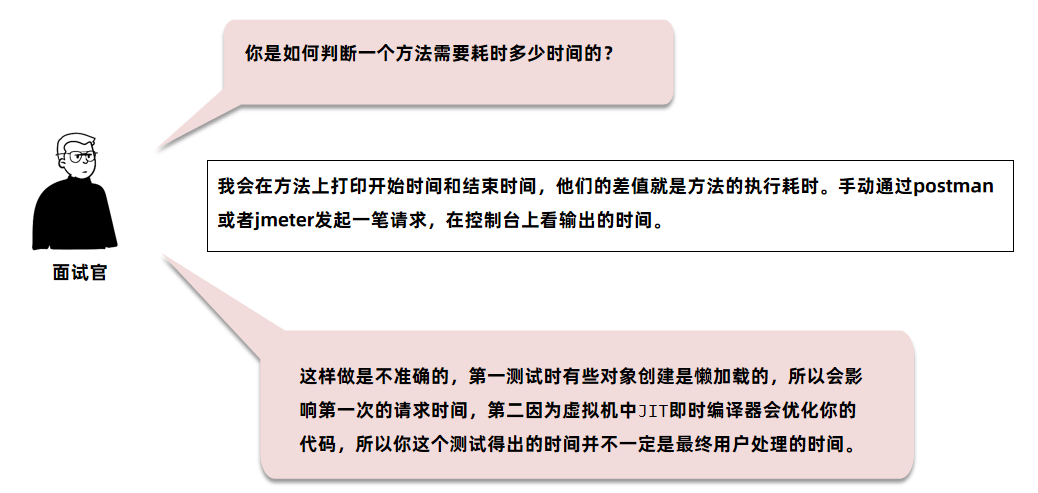 你是如何判断一个方法需要耗时多少时间的？
我会在方法上打印开始时间和结束时间，他们的差值就是方法的执行耗时。手动通过postman
或者jmeter发起一笔请求，在控制台上看输出的时间。
面试官
这样做是不准确的，第一测试时有些对象创建是懒加载的，所以会影
响第一次的请求时间，第二因为虚拟机中JIT即时编译器会优化你的
代码，所以你这个测试得出的时间并不一定是最终用户处理的时间。